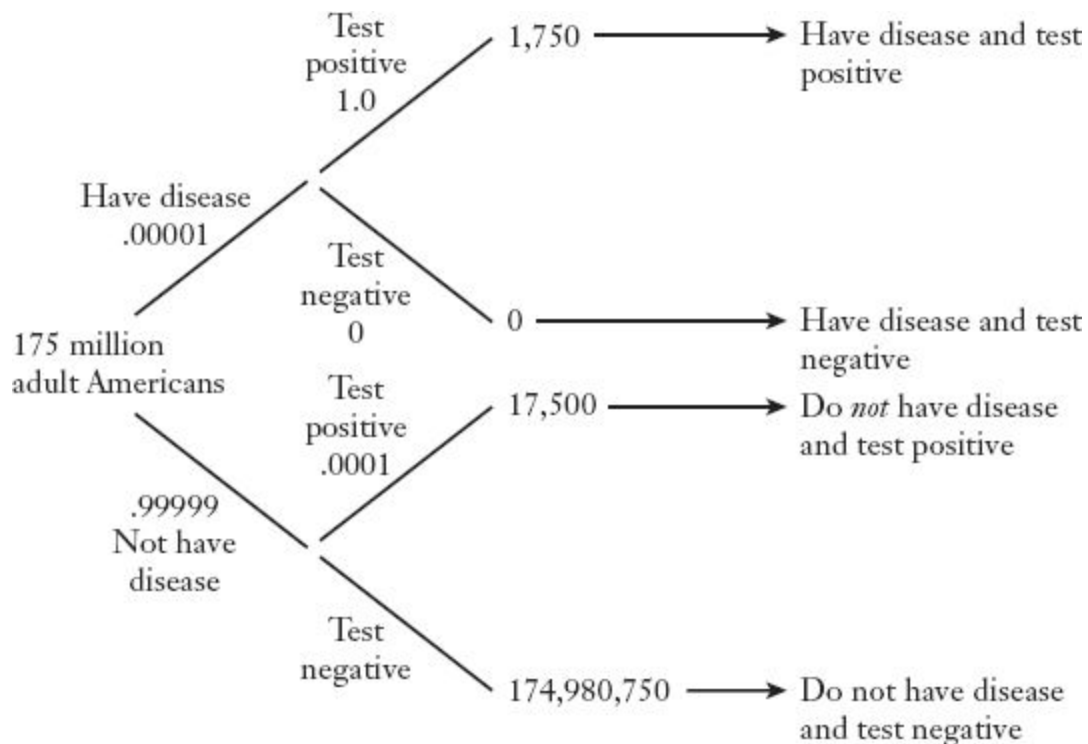 Test
positive
1.0
1,750
Have disease and test
positive
Have disease
.00001
Test
negative
0
0
Have disease and test
negative
175 million
adult Americans
Test
positive
.0001
17,500
Do not have disease
and test positive
.99999
Not have
disease
Test
negative
174,980,750
Do not have disease
and test negative